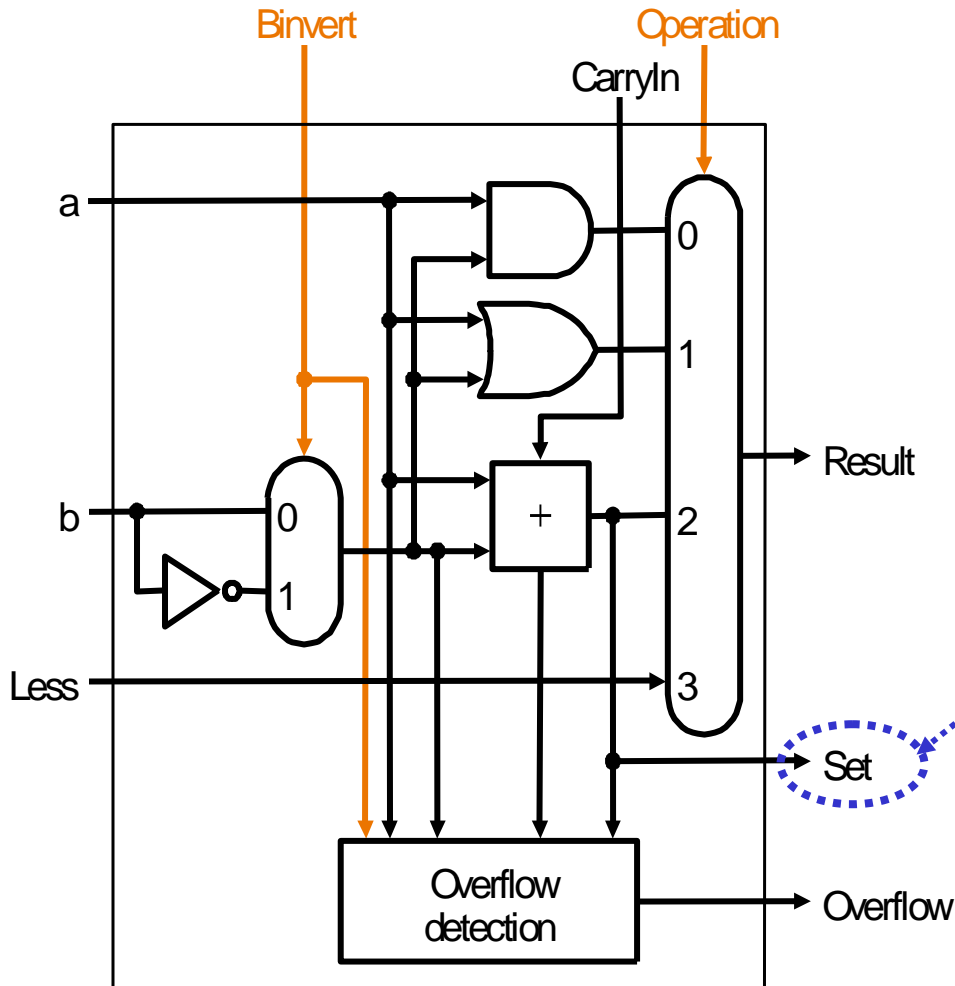 Binvert
Operation
CarryIn
a
0
1
b
0
+
2
Result
1
Less
3
Set
Overflow
detection
Overflow